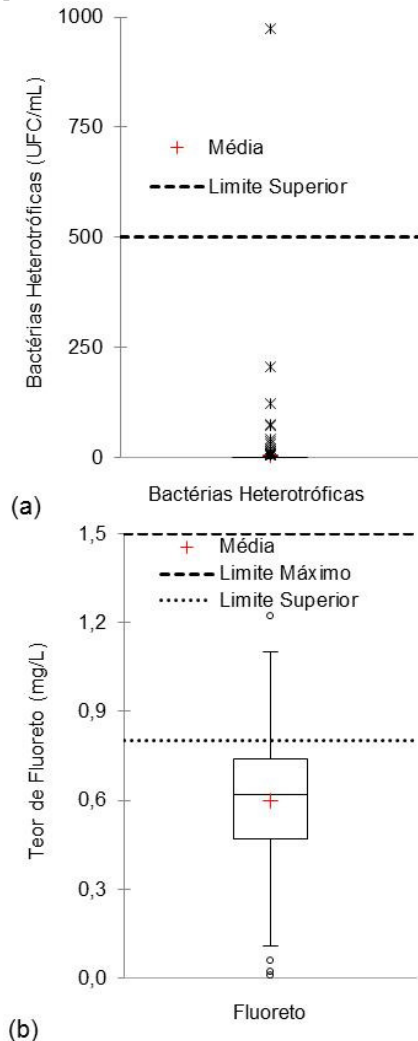 1000
750
500
250
0
Bactérias Heterotróficas (UFC/mL)
Média
Limite Superior
Bactérias Heterotróficas
(a)
1,5
1,2
0,9
0,6
0,3
0,0
Teor de Fluoreto (mg/L)
Média
Limite Máximo
Limite Superior
Fluoreto
(b)